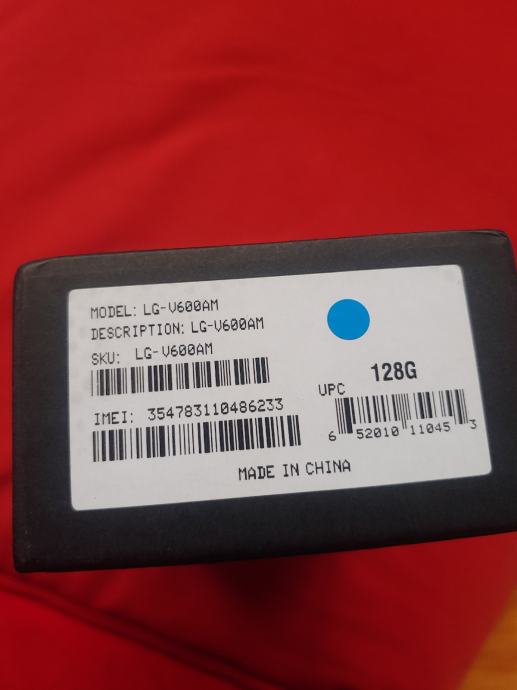 MODEL: LG-V600AM
DESCRIPTION: LG-V600AM
SKU: LG-V600AM
IMEI: 354783110486233
128G
UPC
6 52010 11045 3
MADE IN CHINA